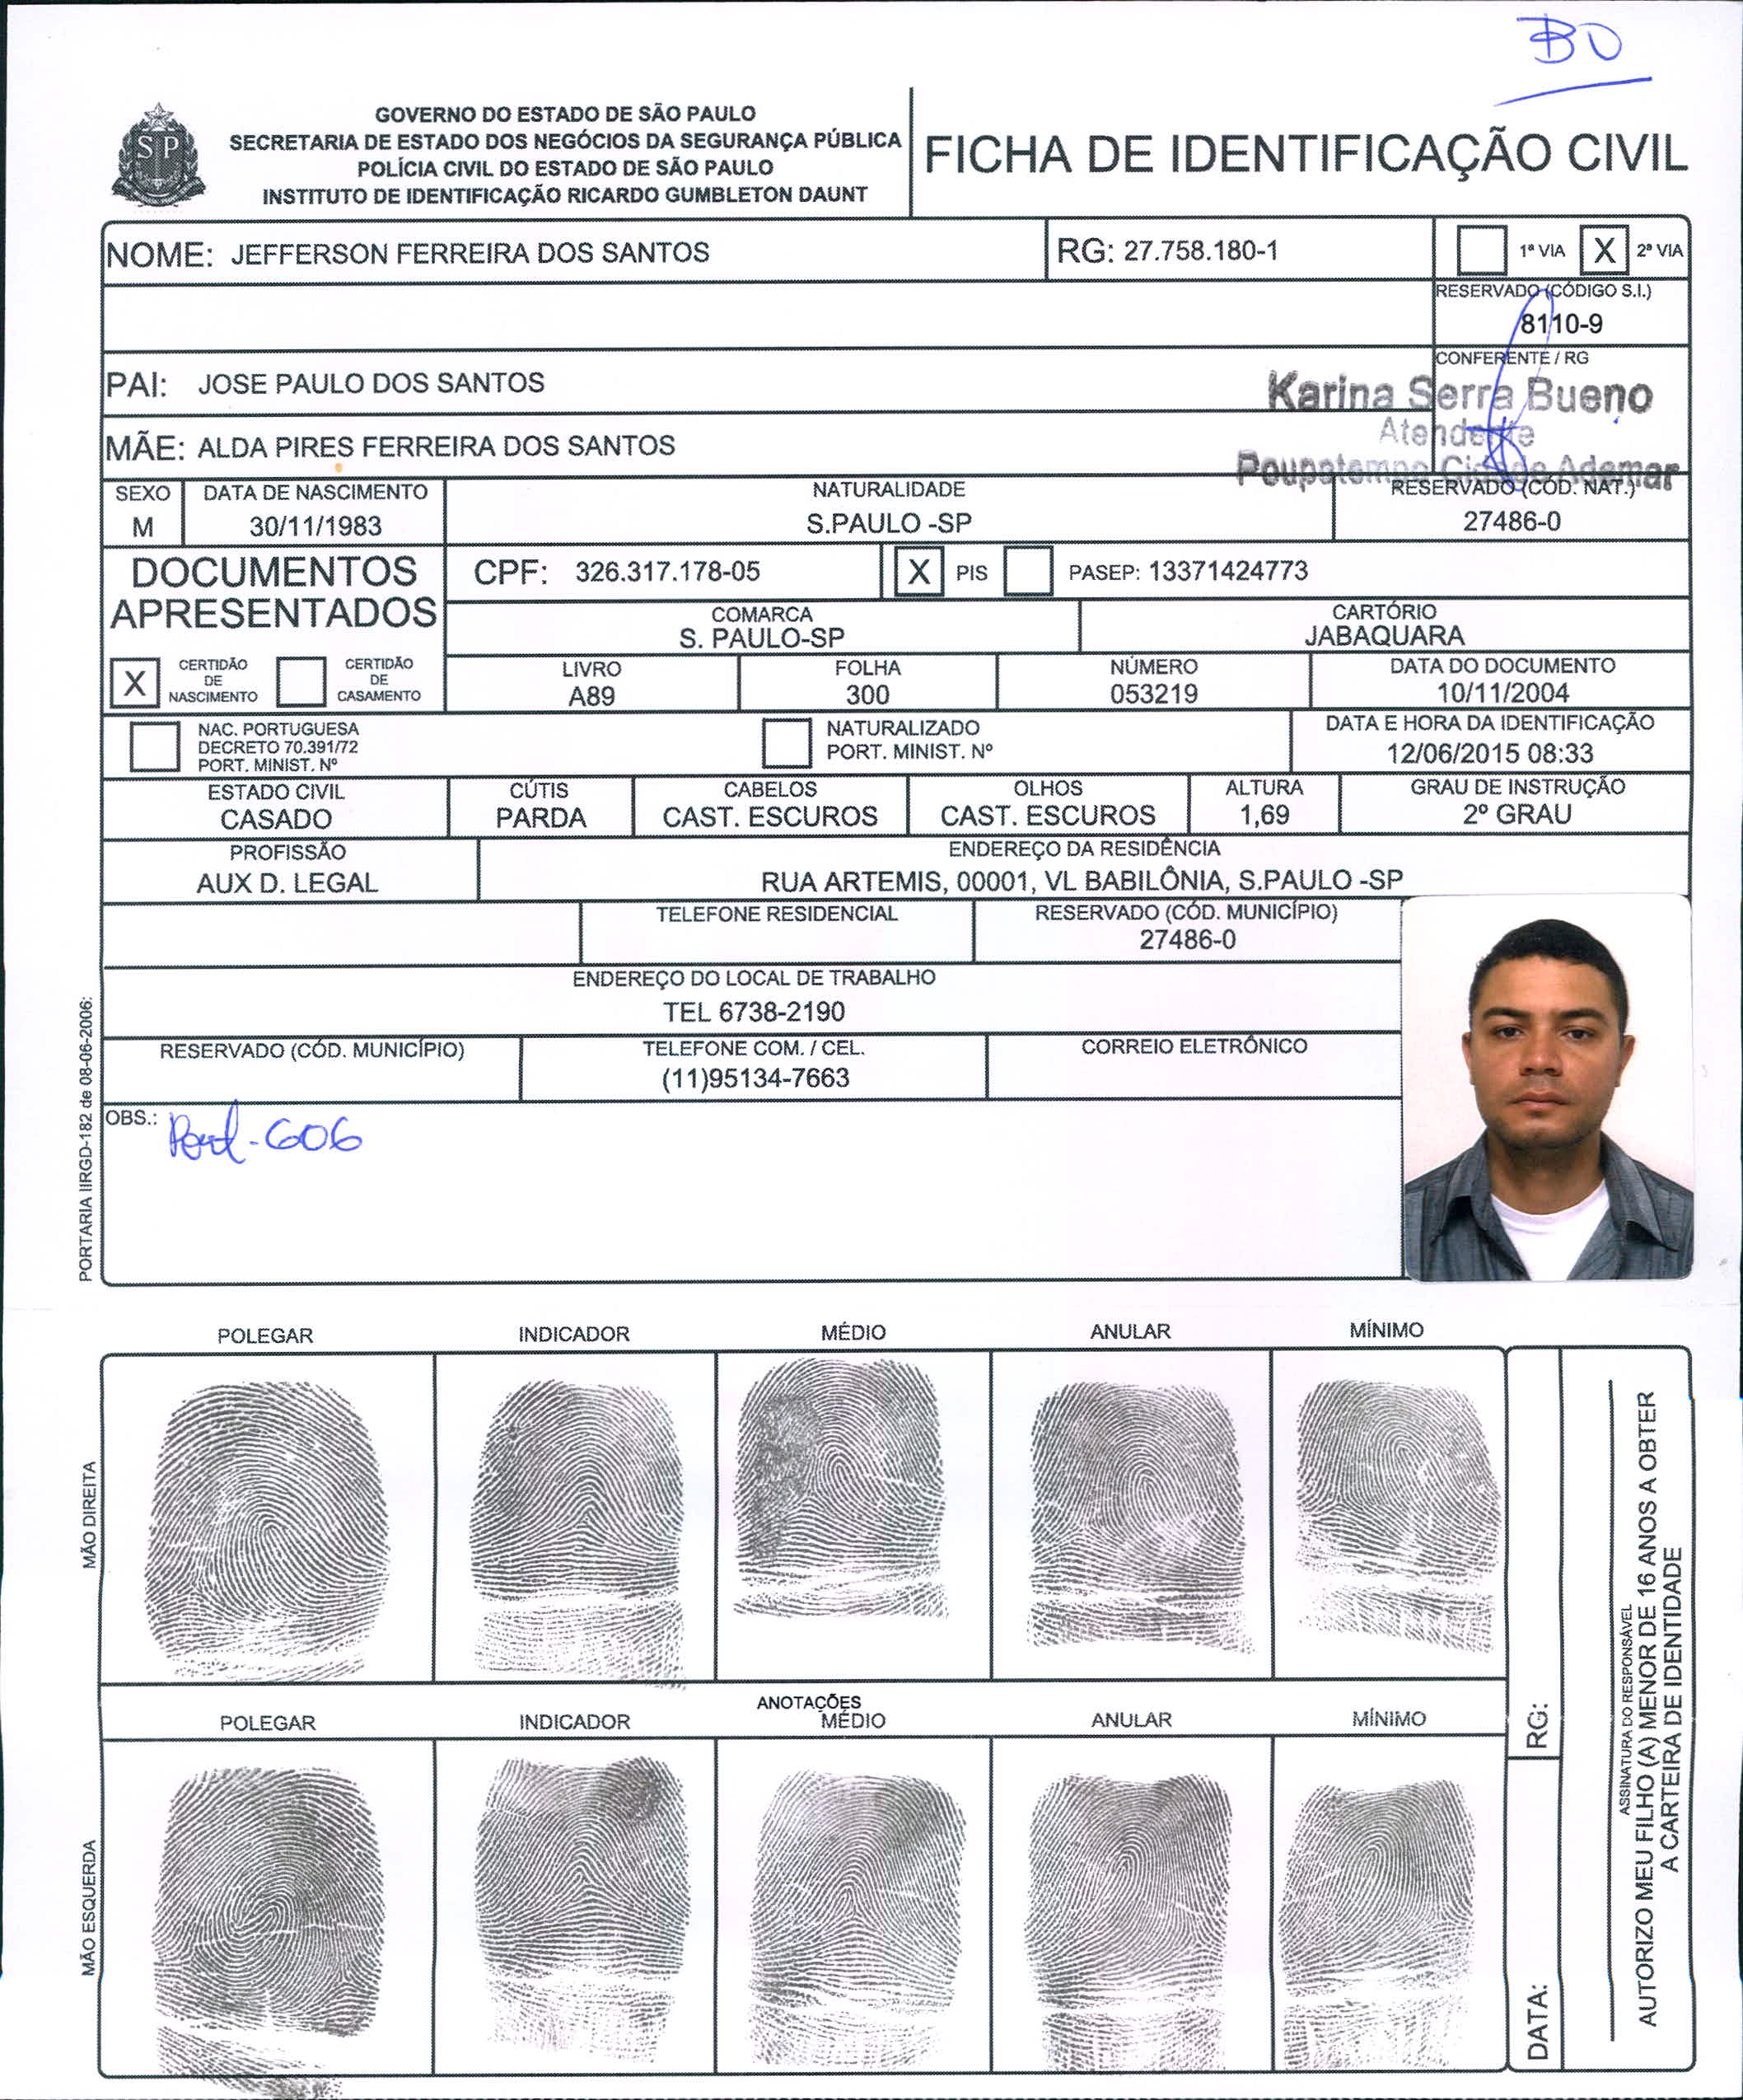 BO
GOVERNO DO ESTADO DE SÃO PAULO
SECRETARIA DE ESTADO DOS NEGÓCIOS DA SEGURANÇA PÚBLICA
POLÍCIA CIVIL DO ESTADO DE SÃO PAULO
INSTITUTO DE IDENTIFICAÇÃO RICARDO GUMBLETON DAUNT
SP
FICHA DE IDENTIFICAÇÃO CIVIL
NOME: JEFFERSON FERREIRA DOS SANTOS
RG: 27.758.180-1
1ª VIA X 2ª VIA
RESERVADO (CÓDIGO S.I.)
8110-9
PAI: JOSE PAULO DOS SANTOS
CONFERENTE / RG
Karina Serra Bueno
Atendente
Poupatempo Cidade Ademar
MÃE: ALDA PIRES FERREIRA DOS SANTOS
SEXO
M
DATA DE NASCIMENTO
30/11/1983
NATURALIDADE
S.PAULO -SP
RESERVADO (CÓD. NAT.)
27486-0
DOCUMENTOS
APRESENTADOS
CPF: 326.317.178-05
X PIS PASEP: 13371424773
COMARCA
S. PAULO-SP
CARTÓRIO
JABAQUARA
X CERTIDÃO
DE
NASCIMENTO
CERTIDÃO
DE
CASAMENTO
LIVRO
A89
FOLHA
300
NÚMERO
053219
DATA DO DOCUMENTO
10/11/2004
NAC. PORTUGUESA
DECRETO 70.391/72
PORT. MINIST. Nº
NATURALIZADO
PORT. MINIST. Nº
DATA E HORA DA IDENTIFICAÇÃO
12/06/2015 08:33
ESTADO CIVIL
CASADO
CÚTIS
PARDA
CABELOS
CAST. ESCUROS
OLHOS
CAST. ESCUROS
ALTURA
1,69
GRAU DE INSTRUÇÃO
2º GRAU
PROFISSÃO
AUX D. LEGAL
ENDEREÇO DA RESIDÊNCIA
RUA ARTEMIS, 00001, VL BABILÔNIA, S.PAULO -SP
TELEFONE RESIDENCIAL
RESERVADO (CÓD. MUNICÍPIO)
27486-0
ENDEREÇO DO LOCAL DE TRABALHO
TEL 6738-2190
RESERVADO (CÓD. MUNICÍPIO)
TELEFONE COM. / CEL.
(11)95134-7663
CORREIO ELETRÔNICO
OBS.:
606
PORTARIA IIRGD-182 de 08-06-2006:
POLEGAR INDICADOR MÉDIO ANULAR MÍNIMO
MÃO DIREITA
ANOTAÇÕES
POLEGAR INDICADOR MÉDIO ANULAR MÍNIMO
MÃO ESQUERDA
RG:
DATA:
ASSINATURA DO RESPONSÁVEL
AUTORIZO MEU FILHO (A) MENOR DE 16 ANOS A OBTER
A CARTEIRA DE IDENTIDADE